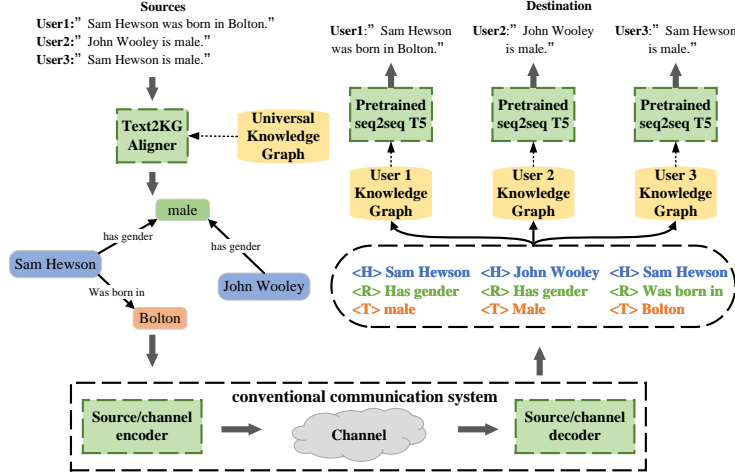 Sources
User1:” Sam Hewson was born in Bolton.”
User2:” John Wooley is male.”
User3:” Sam Hewson is male.”
Text2KG
Aligner
Universal
Knowledge
Graph
male
has gender
has gender
Sam Hewson
Was born in
John Wooley
Bolton
Destination
User1:” Sam Hewson
was born in Bolton.”
User2:” John Wooley
is male.”
User3:” Sam Hewson
is male.”
Pretrained
seq2seq T5
Pretrained
seq2seq T5
Pretrained
seq2seq T5
User 1
Knowledge
Graph
User 2
Knowledge
Graph
User 3
Knowledge
Graph
<H> Sam Hewson
<R> Has gender
<T> male
<H> John Wooley
<R> Has gender
<T> Male
<H> Sam Hewson
<R> Was born in
<T> Bolton
conventional communication system
Source/channel
encoder
Channel
Source/channel
decoder